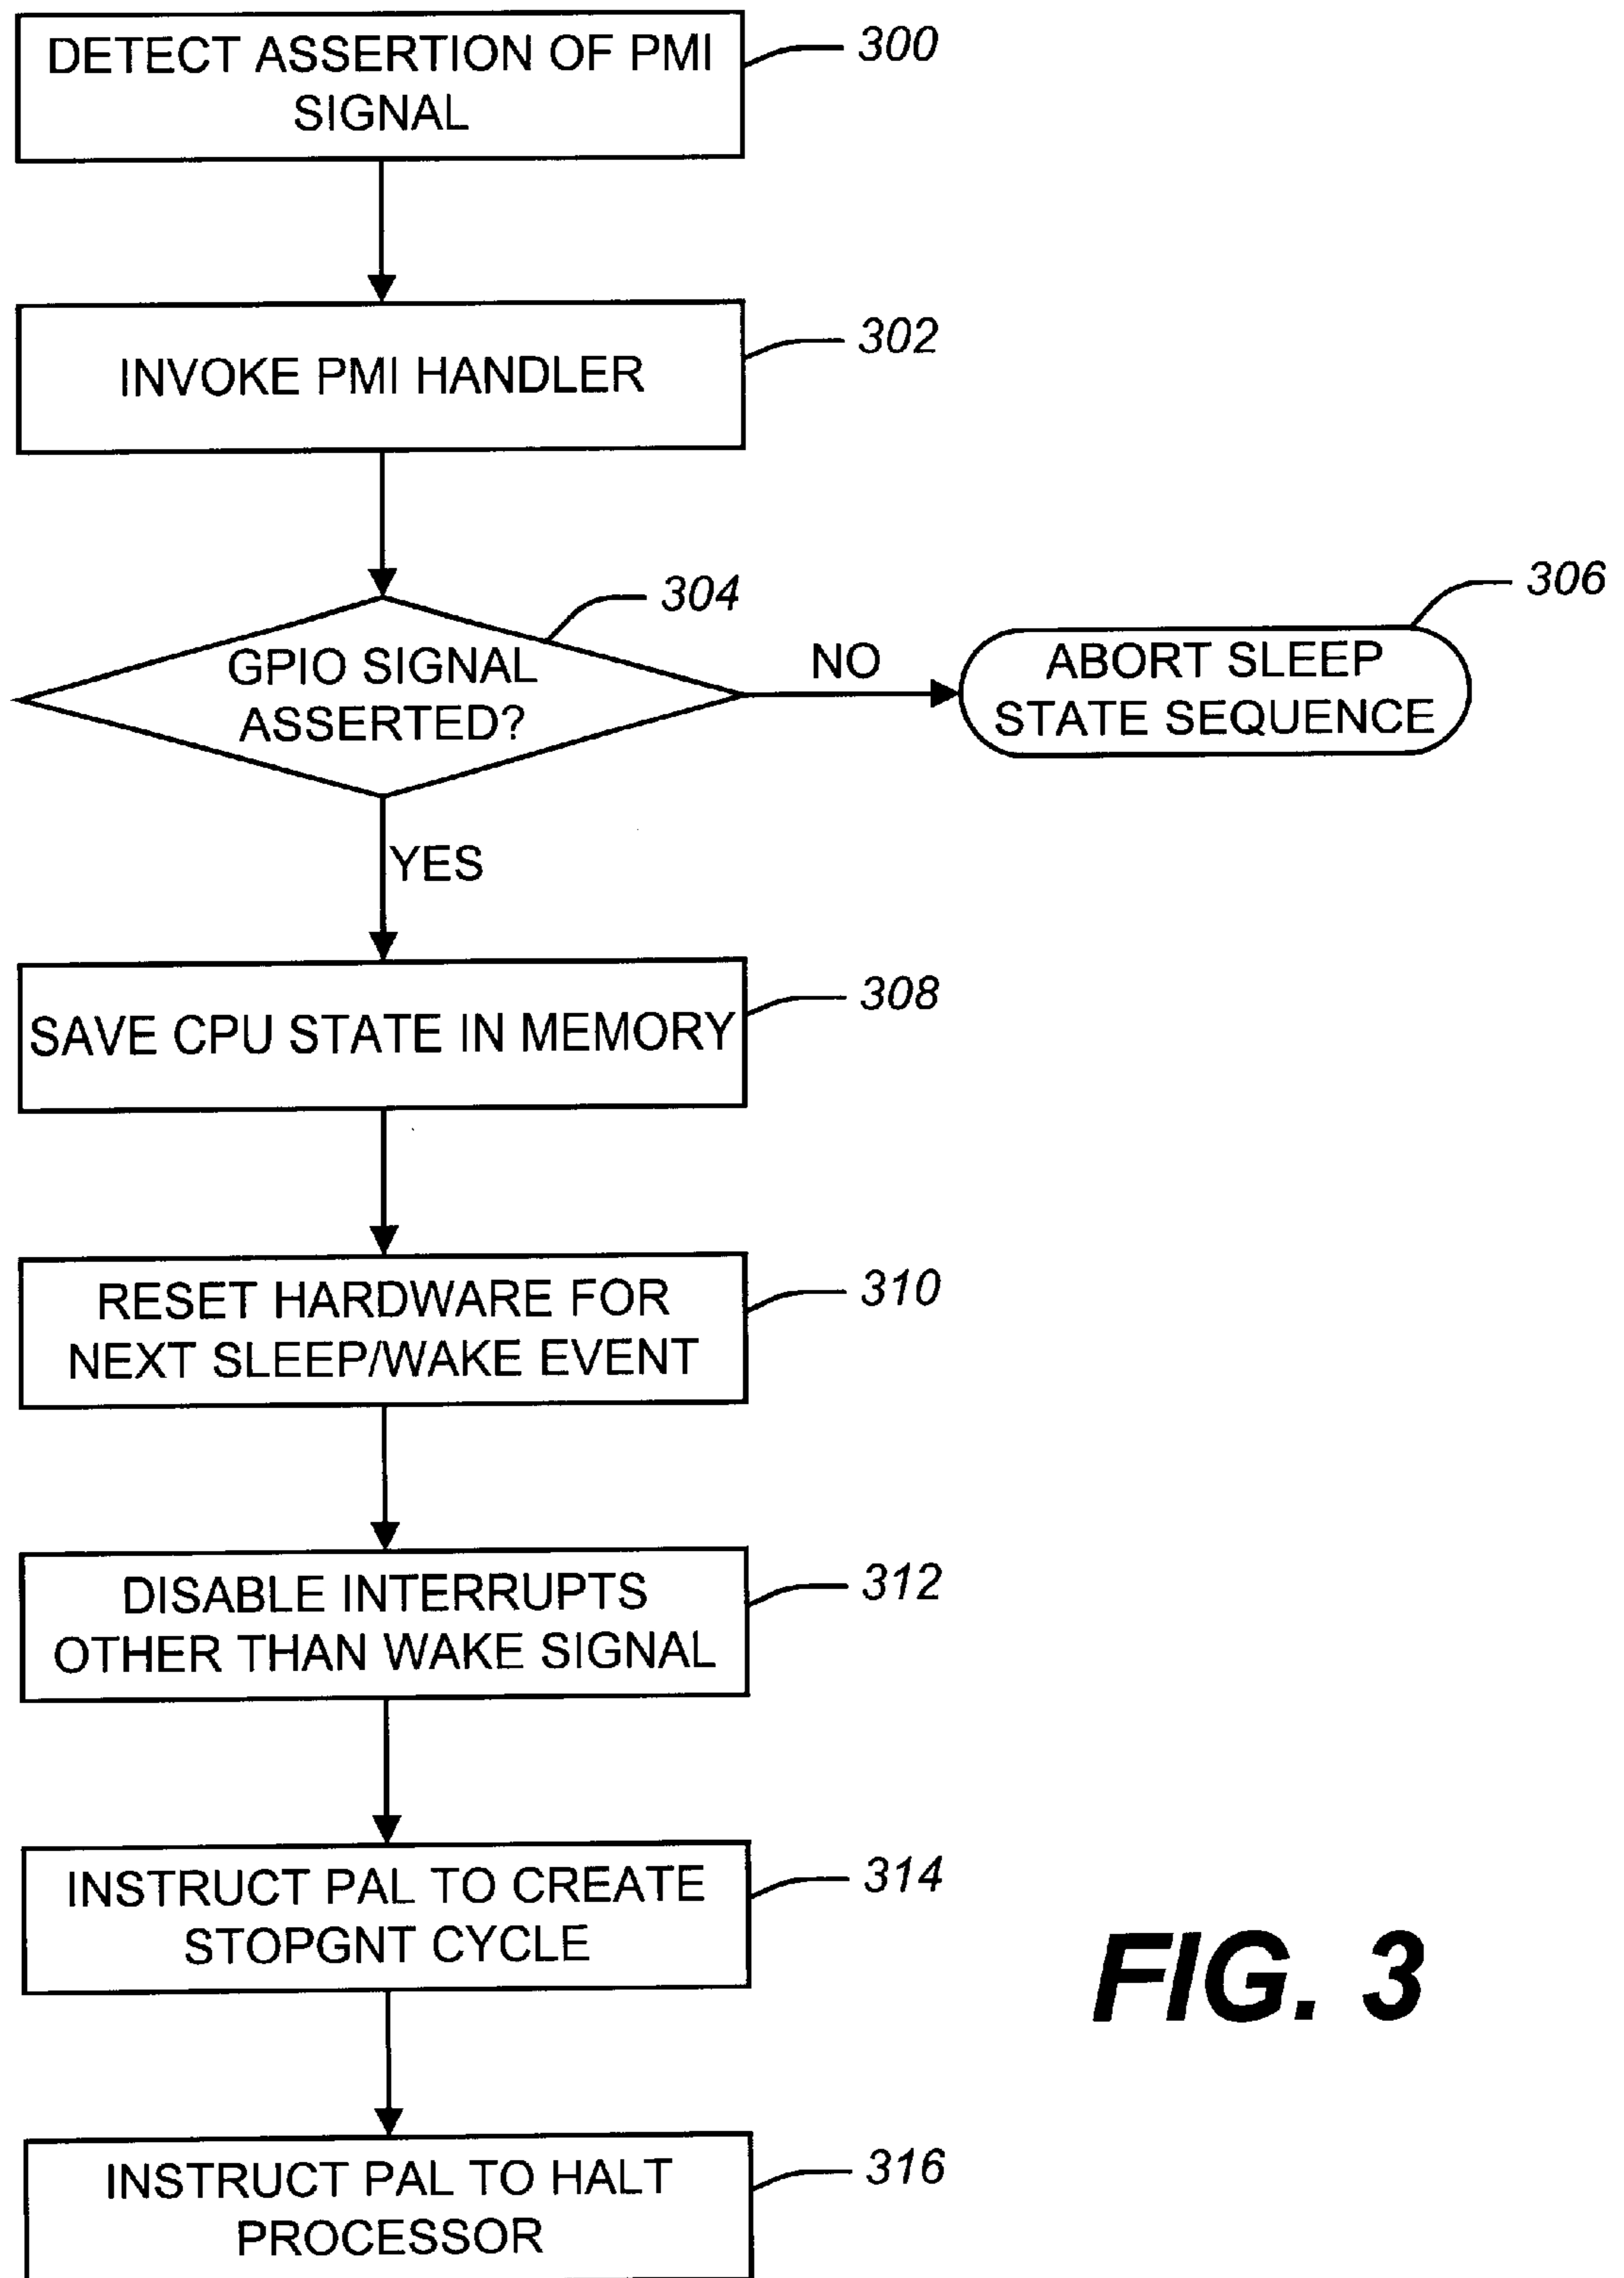 DETECT ASSERTION OF PMI
SIGNAL
300
INVOKE PMI HANDLER
302
GPIO SIGNAL
ASSERTED?
304
NO
ABORT SLEEP
STATE SEQUENCE
306
YES
SAVE CPU STATE IN MEMORY
308
RESET HARDWARE FOR
NEXT SLEEP/WAKE EVENT
310
DISABLE INTERRUPTS
OTHER THAN WAKE SIGNAL
312
INSTRUCT PAL TO CREATE
STOPGNT CYCLE
314
INSTRUCT PAL TO HALT
PROCESSOR
316
FIG. 3